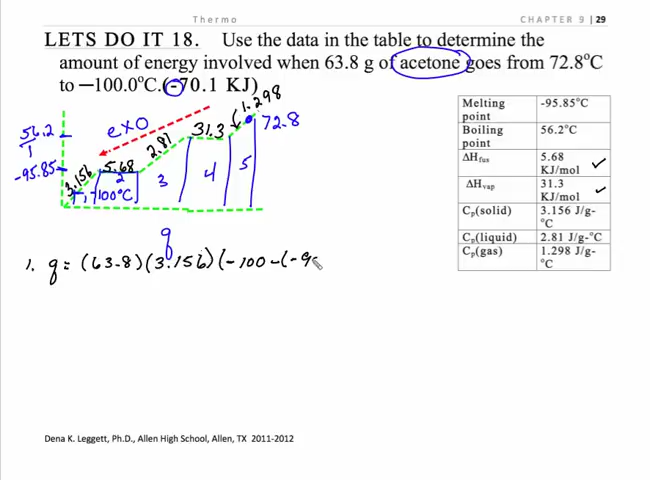 Thermo
CHAPTER 9 | 29
LETS DO IT 18. Use the data in the table to determine the
amount of energy involved when 63.8 g of acetone goes from 72.8°C
to —100.0°C.(-70.1 KJ)
Melting point -95.85°C
Boiling point 56.2°C
ΔHfus 5.68 KJ/mol ✓
ΔHvap 31.3 KJ/mol ✓
Cp(solid) 3.156 J/g-°C
Cp(liquid) 2.81 J/g-°C
Cp(gas) 1.298 J/g-°C
exo
56.2
-95.85
3.156
5.68
2.81
31.3
1.298
72.8
1, -100°C
2
3
4
5
q
1. q = (63.8)(3.156)(-100-(-9
Dena K. Leggett, Ph.D., Allen High School, Allen, TX 2011-2012